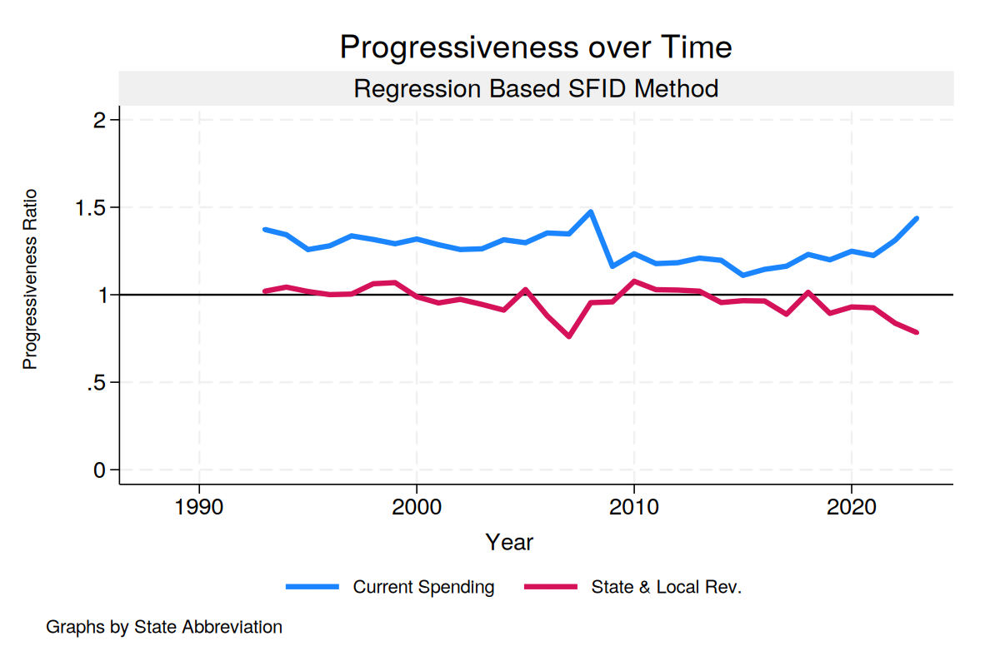 Progressiveness over Time
Regression Based SFID Method
Progressiveness Ratio
2
1.5
1
.5
0
1990 2000 2010 2020
Year
Current Spending State & Local Rev.
Graphs by State Abbreviation